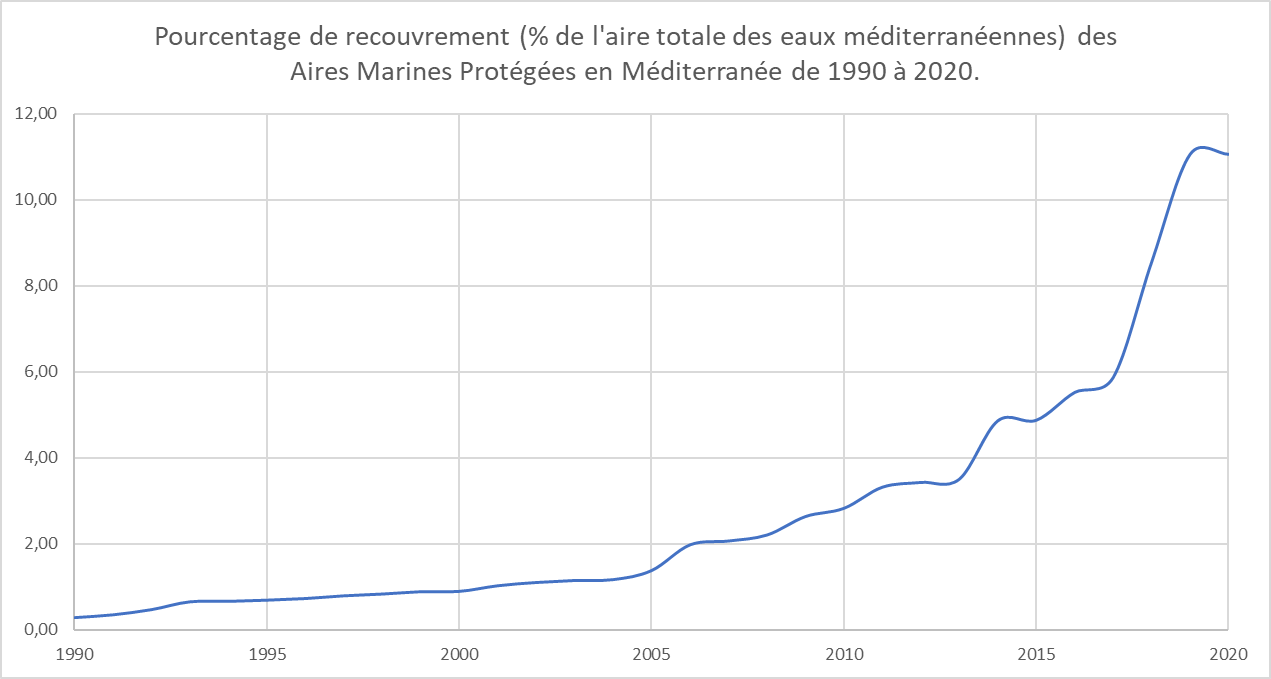 Pourcentage de recouvrement (% de l'aire totale des eaux méditerranéennes) des
Aires Marines Protégées en Méditerranée de 1990 à 2020.
12,00
10,00
8,00
6,00
4,00
2,00
0,00
1990 1995 2000 2005 2010 2015 2020